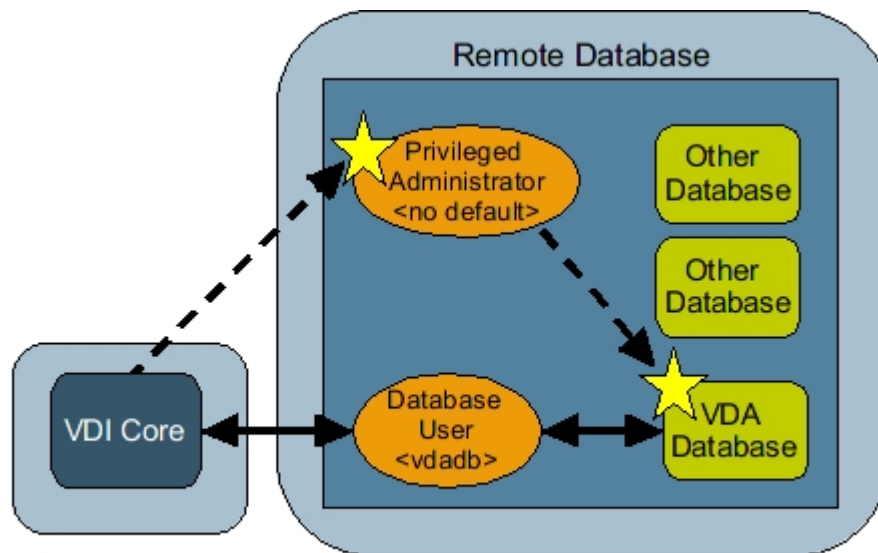 Remote Database
Privileged
Administrator
<no default>
Other
Database
Other
Database
VDI Core
Database
User
<vdadb>
VDA
Database